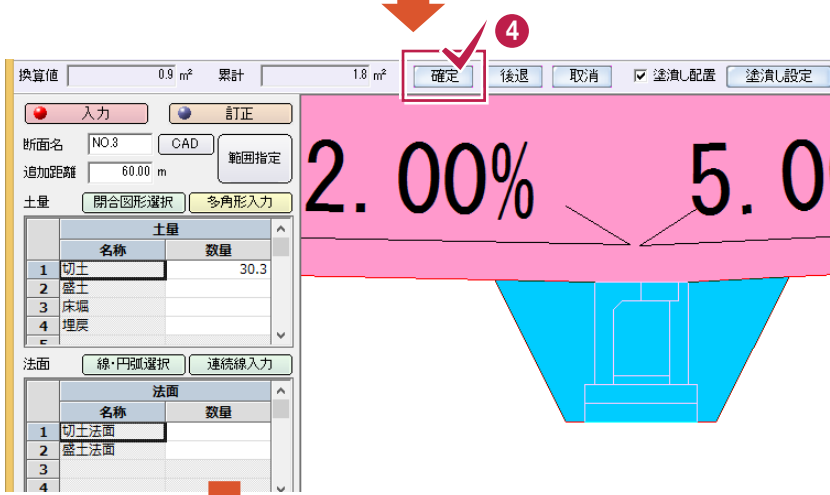 4
換算値 0.9 m² 累計 1.8 m² 確定 後退 取消 塗潰し配置 塗潰し設定
入力 訂正
断面名 NO.3 CAD 範囲指定
追加距離 60.00 m
土量 閉合図形選択 多角形入力
土量
名称 数量
1 切土 30.3
2 盛土
3 床堀
4 埋戻
法面 線・円弧選択 連続線入力
法面
名称 数量
1 切土法面
2 盛土法面
3
4
2.00% 5.0